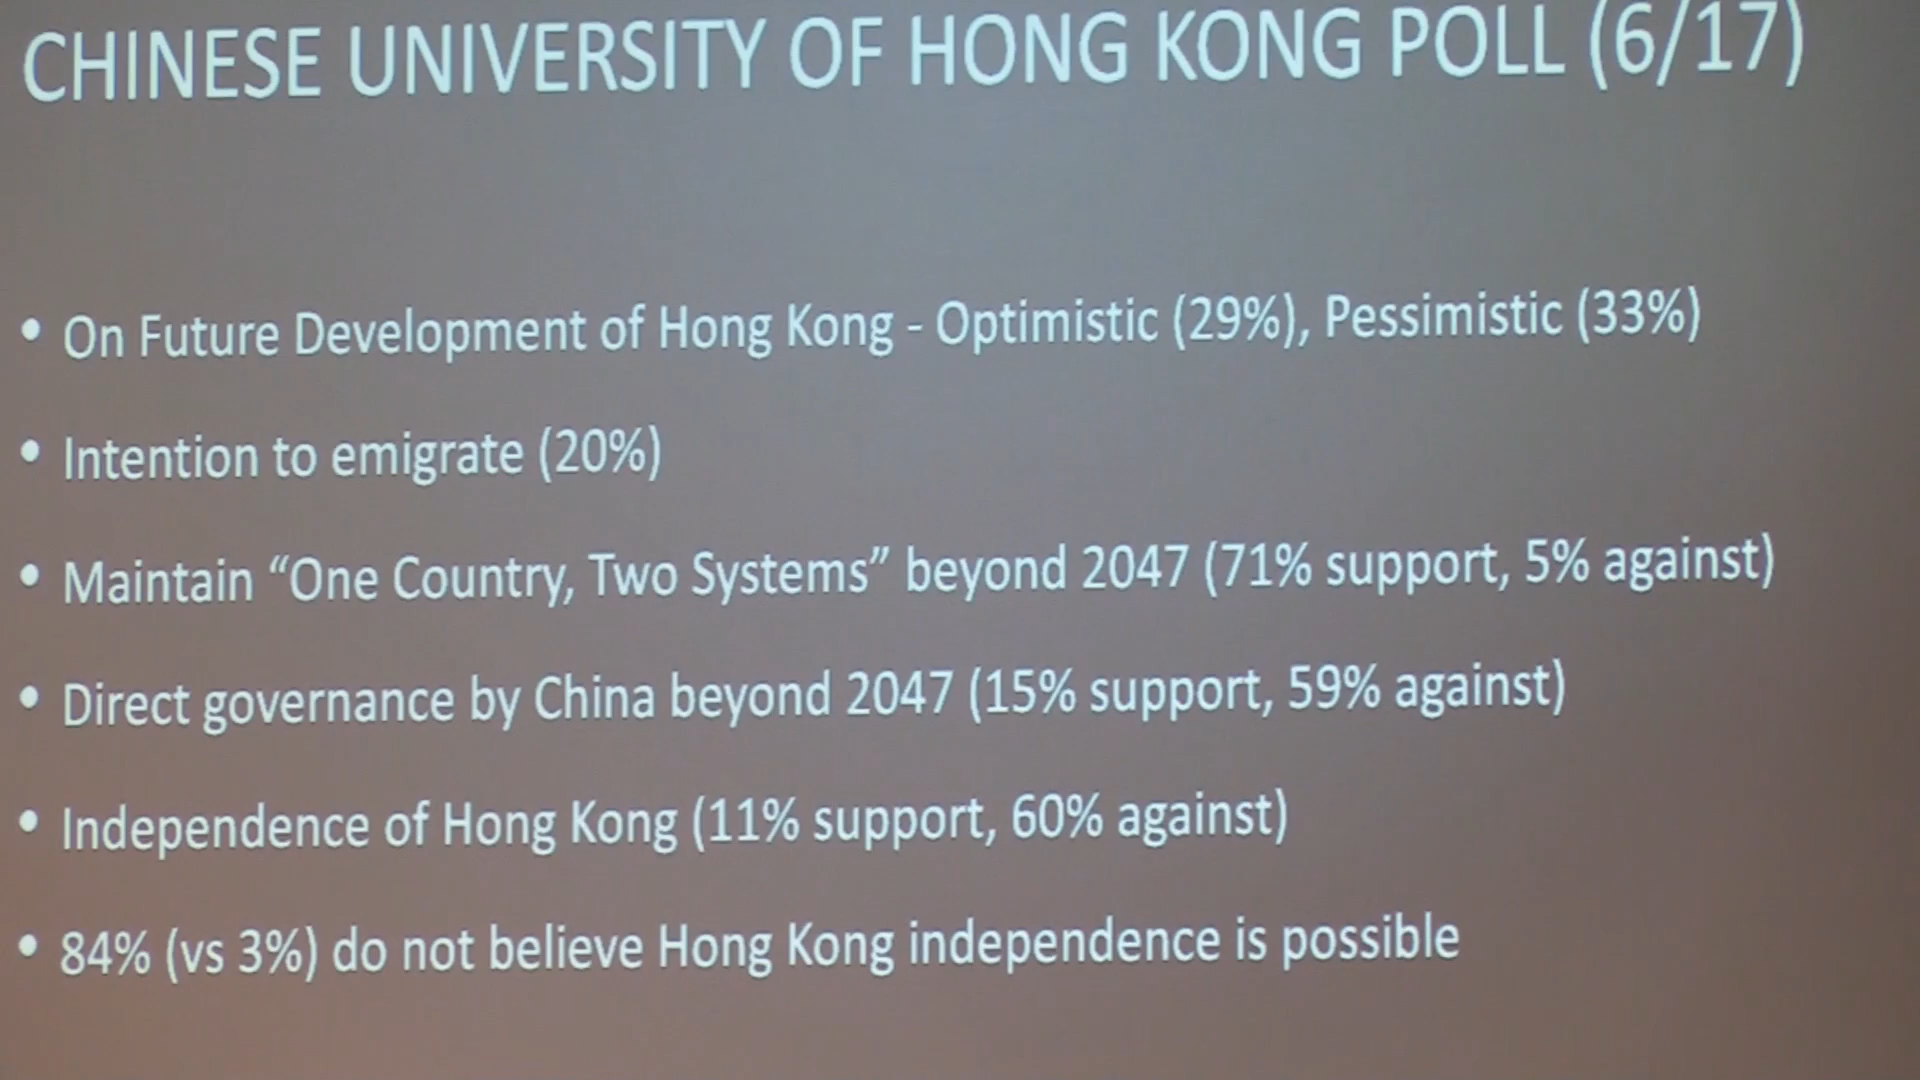 CHINESE UNIVERSITY OF HONG KONG POLL (6/17)
• On Future Development of Hong Kong - Optimistic (29%), Pessimistic (33%)
• Intention to emigrate (20%)
• Maintain “One Country, Two Systems” beyond 2047 (71% support, 5% against)
• Direct governance by China beyond 2047 (15% support, 59% against)
• Independence of Hong Kong (11% support, 60% against)
• 84% (vs 3%) do not believe Hong Kong independence is possible